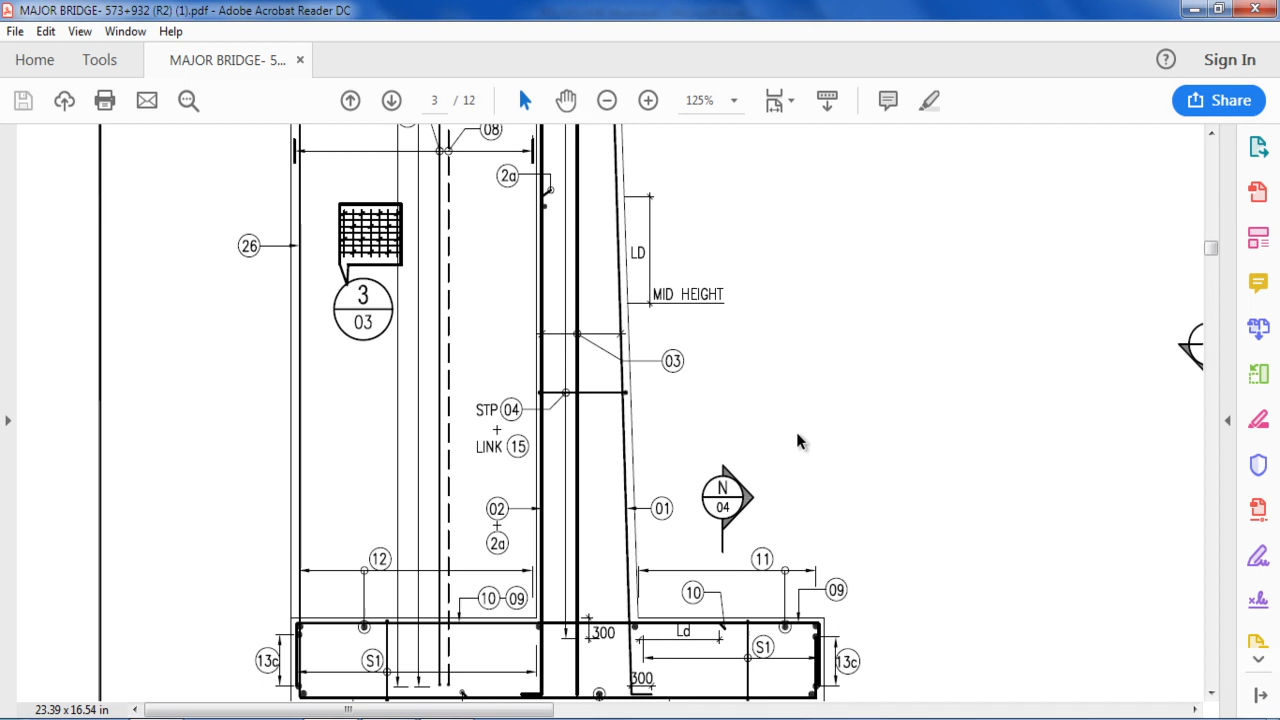 MAJOR BRIDGE- 573+932 (R2) (1).pdf - Adobe Acrobat Reader DC
File Edit View Window Help
Home Tools MAJOR BRIDGE- 5... × Sign In
3 / 12 125% Share
08
2a
26
LD
3
03
MID HEIGHT
03
STP 04
+
LINK 15
N
04
02
+
2a
01
12
11
10 09
10
09
300
Ld
13c
S1
S1
13c
300
23.39 x 16.54 in